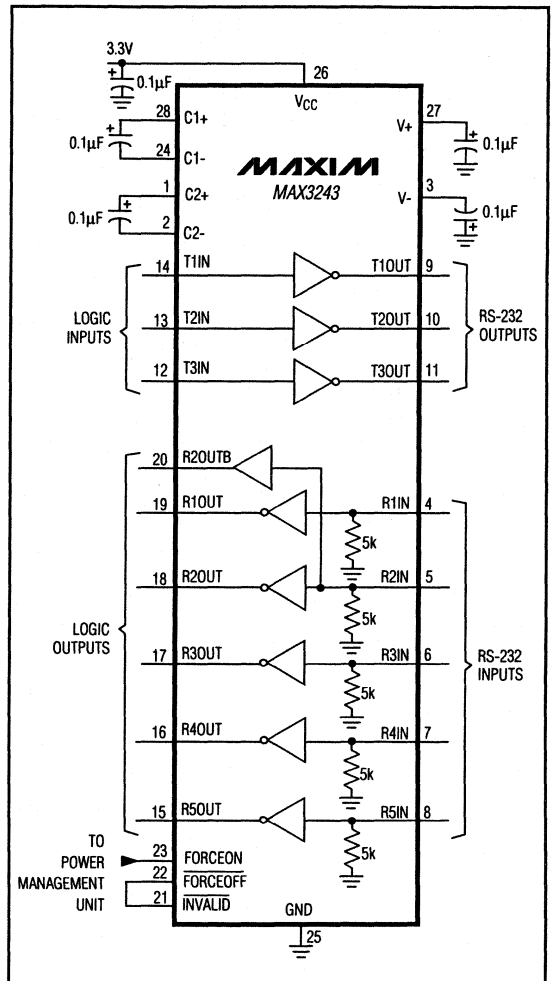 3.3V
26
0.1µF
VCC
28 C1+
V+ 27
0.1µF
0.1µF
24 C1-
MAXIM
MAX3243
1 C2+
V- 3
0.1µF
0.1µF
2 C2-
14 T1IN
T1OUT 9
LOGIC
INPUTS
13 T2IN
T2OUT 10
RS-232
OUTPUTS
12 T3IN
T3OUT 11
20 R2OUTB
19 R1OUT
R1IN 4
5k
18 R2OUT
R2IN 5
5k
LOGIC
OUTPUTS
17 R3OUT
R3IN 6
RS-232
INPUTS
5k
16 R4OUT
R4IN 7
5k
15 R5OUT
R5IN 8
5k
TO
POWER
MANAGEMENT
UNIT
23 FORCEON
22 FORCEOFF
21 INVALID
GND
25